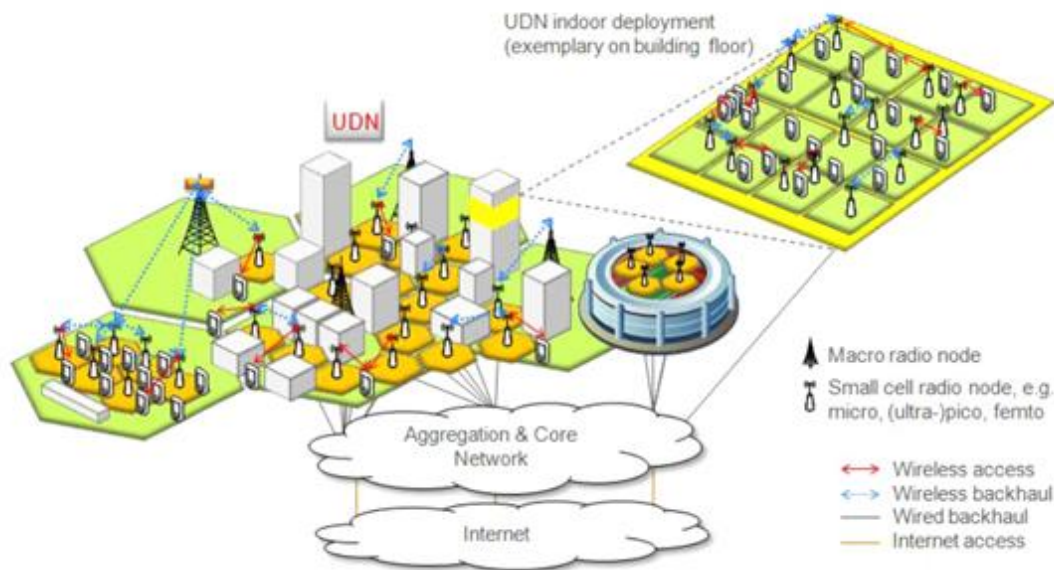 UDN indoor deployment
(exemplary on building floor)
UDN
Macro radio node
Small cell radio node, e.g.
micro, (ultra-)pico, femto
Aggregation & Core
Network
Wireless access
Wireless backhaul
Wired backhaul
Internet access
Internet